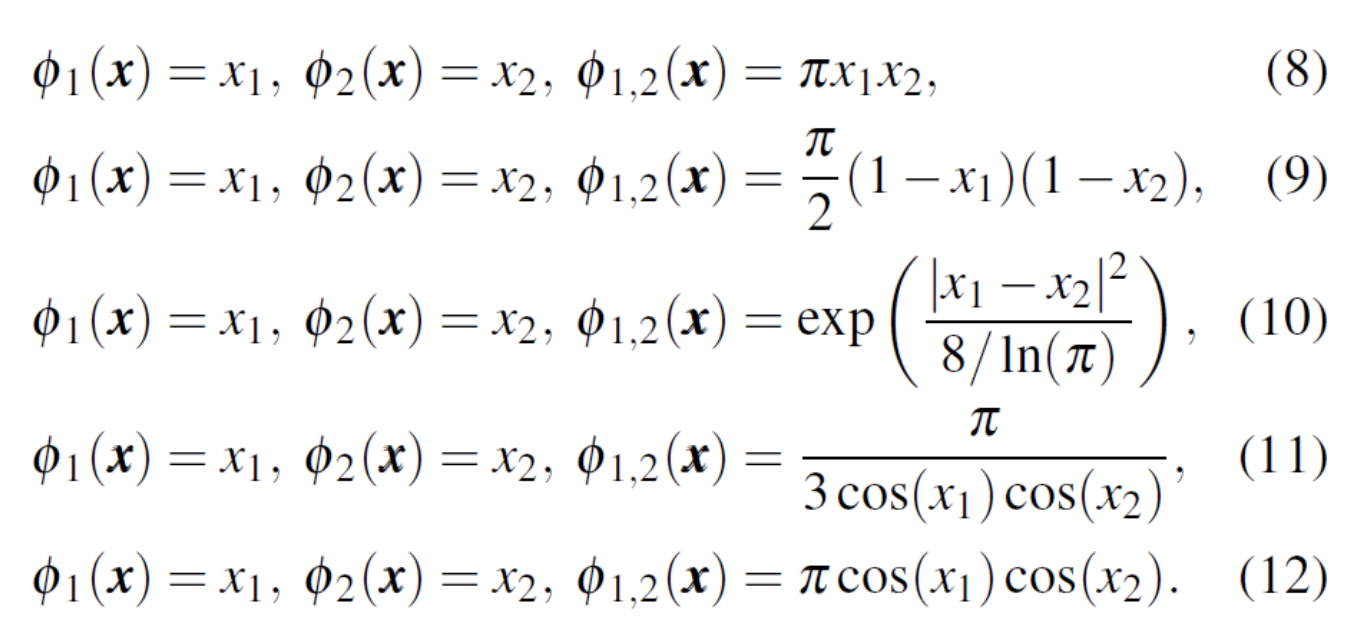 ϕ₁(𝒙) = x₁, ϕ₂(𝒙) = x₂, ϕ₁,₂(𝒙) = πx₁x₂, (8)
ϕ₁(𝒙) = x₁, ϕ₂(𝒙) = x₂, ϕ₁,₂(𝒙) = π/2 (1 − x₁)(1 − x₂), (9)
ϕ₁(𝒙) = x₁, ϕ₂(𝒙) = x₂, ϕ₁,₂(𝒙) = exp( |x₁ − x₂|² / (8/ln(π)) ), (10)
ϕ₁(𝒙) = x₁, ϕ₂(𝒙) = x₂, ϕ₁,₂(𝒙) = π / (3 cos(x₁) cos(x₂)), (11)
ϕ₁(𝒙) = x₁, ϕ₂(𝒙) = x₂, ϕ₁,₂(𝒙) = π cos(x₁) cos(x₂). (12)